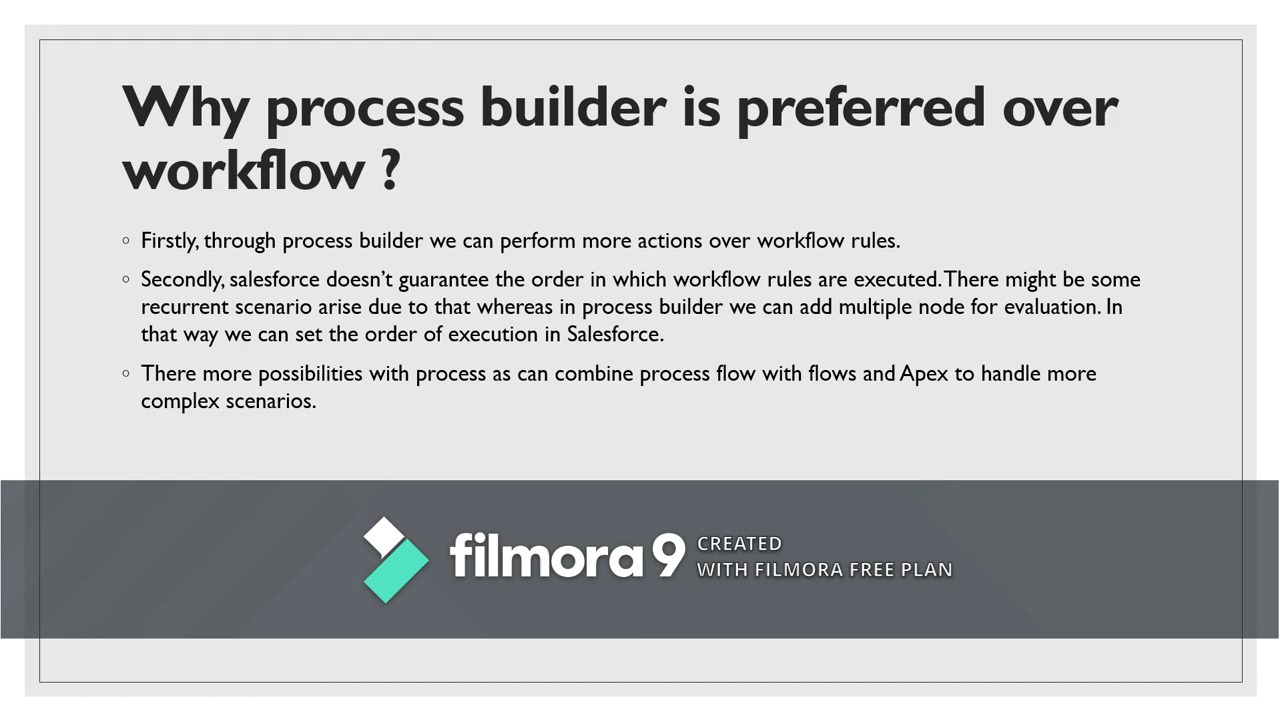 Why process builder is preferred over
workflow ?
◦ Firstly, through process builder we can perform more actions over workflow rules.
◦ Secondly, salesforce doesn’t guarantee the order in which workflow rules are executed. There might be some
recurrent scenario arise due to that whereas in process builder we can add multiple node for evaluation. In
that way we can set the order of execution in Salesforce.
◦ There more possibilities with process as can combine process flow with flows and Apex to handle more
complex scenarios.
filmora 9
CREATED
WITH FILMORA FREE PLAN